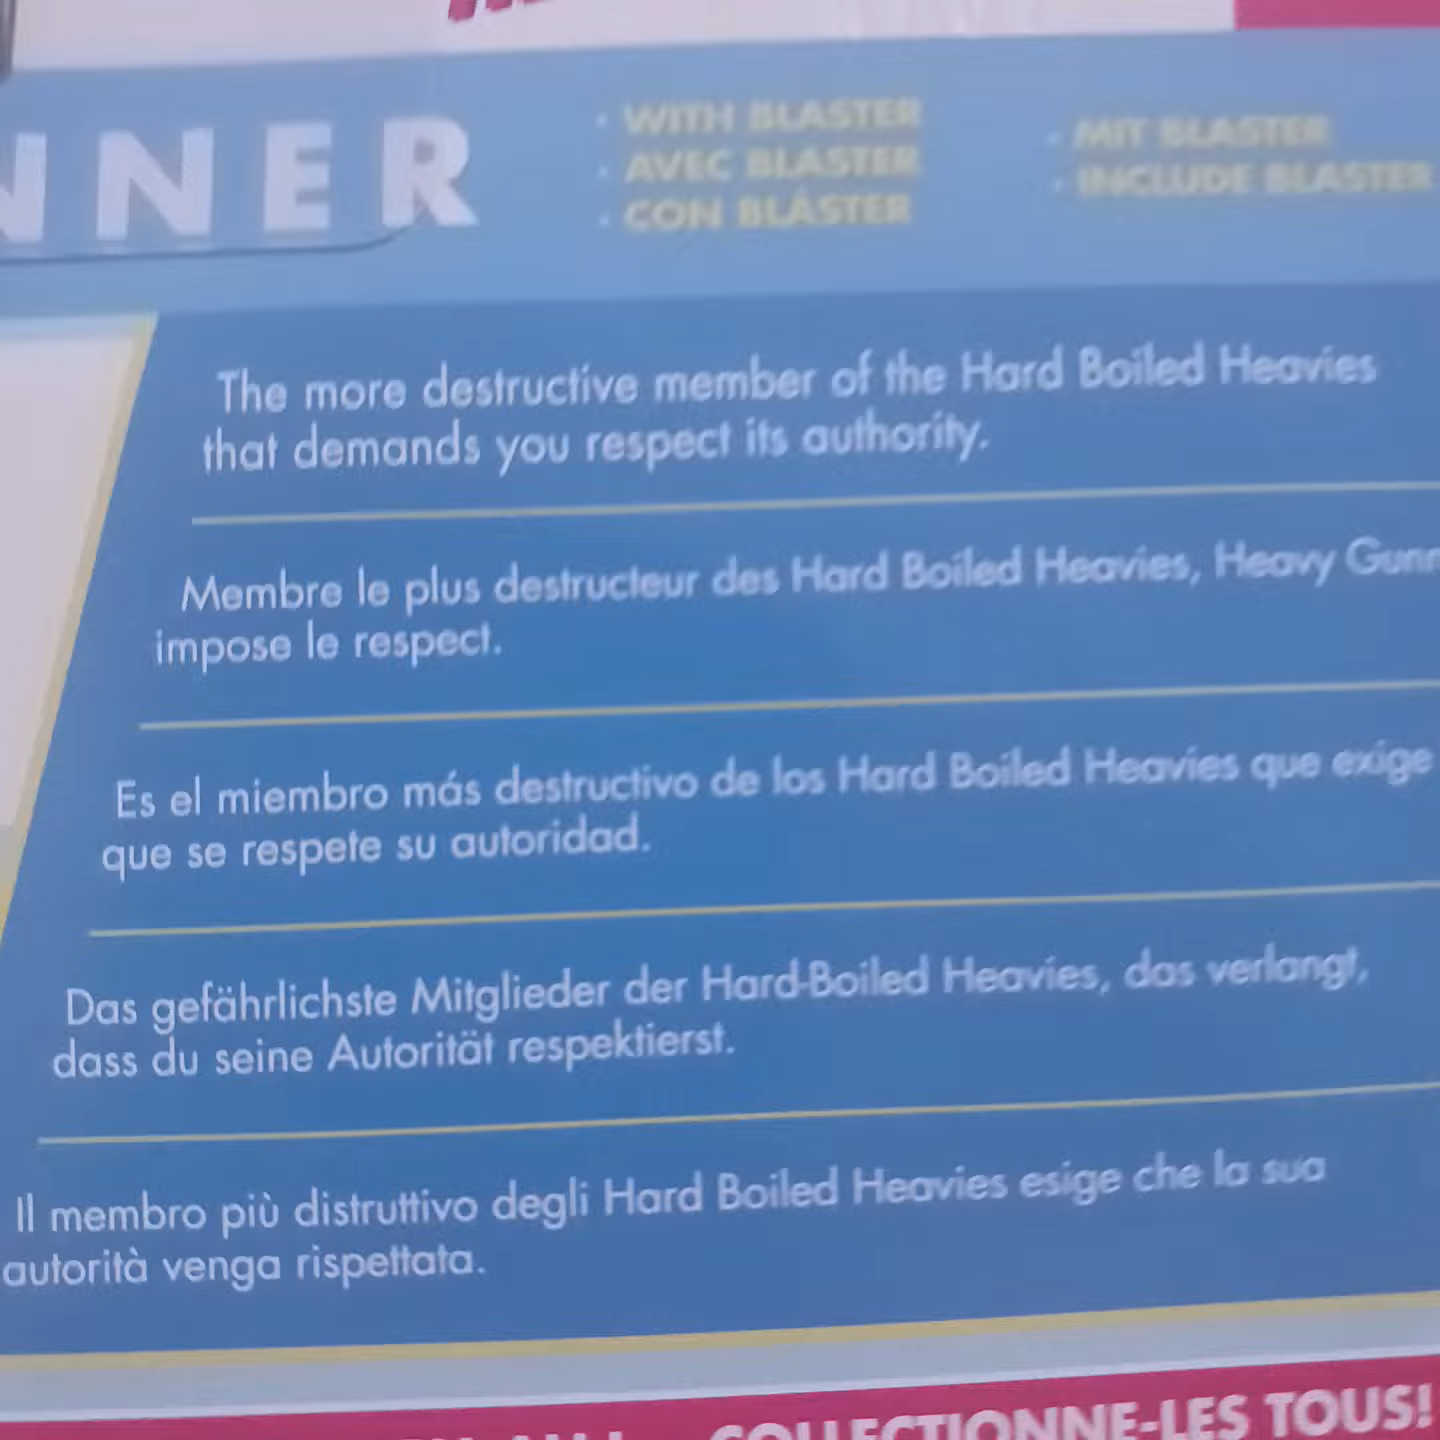 NNER
· WITH BLASTER
· AVEC BLASTER
· CON BLÁSTER
· MIT BLASTER
· INCLUDE BLASTER
The more destructive member of the Hard Boiled Heavies
that demands you respect its authority.
Membre le plus destructeur des Hard Boiled Heavies, Heavy Gunn
impose le respect.
Es el miembro más destructivo de los Hard Boiled Heavies que exige
que se respete su autoridad.
Das gefährlichste Mitglieder der Hard-Boiled Heavies, das verlangt,
dass du seine Autorität respektierst.
Il membro più distruttivo degli Hard Boiled Heavies esige che la sua
autorità venga rispettata.
COLLECTIONNE-LES TOUS!